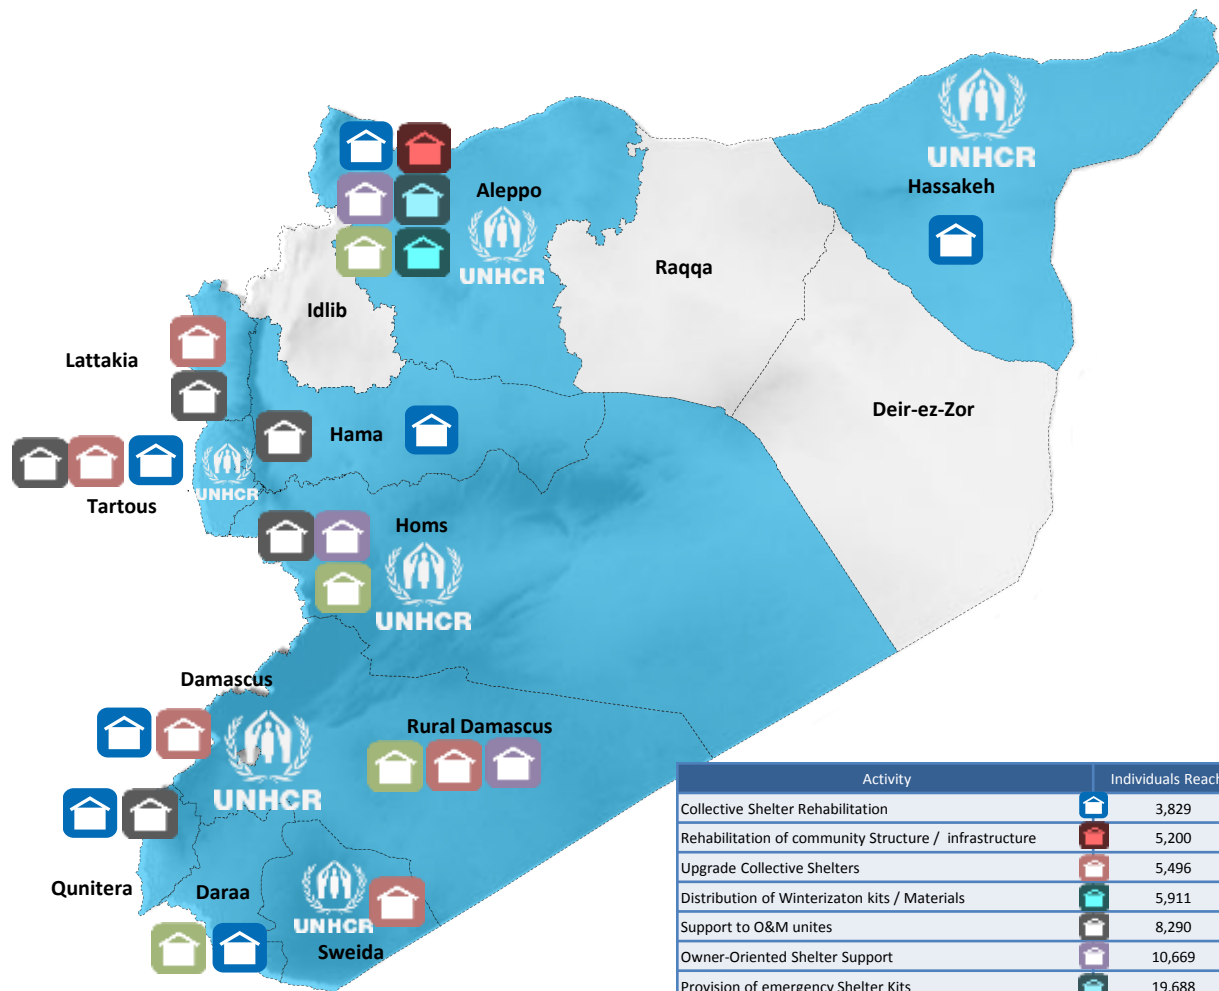 UNHCR
Hassakeh
Aleppo
UNHCR
Raqqa
Idlib
Lattakia
Deir-ez-Zor
Hama
UNHCR
Tartous
Homs
UNHCR
Damascus
Rural Damascus
UNHCR
Qunitera
Daraa
UNHCR
Sweida
Activity Individuals Reach
Collective Shelter Rehabilitation 3,829
Rehabilitation of community Structure / infrastructure 5,200
Upgrade Collective Shelters 5,496
Distribution of Winterizaton kits / Materials 5,911
Support to O&M unites 8,290
Owner-Oriented Shelter Support 10,669
Provision of emergency Shelter Kits 19,688